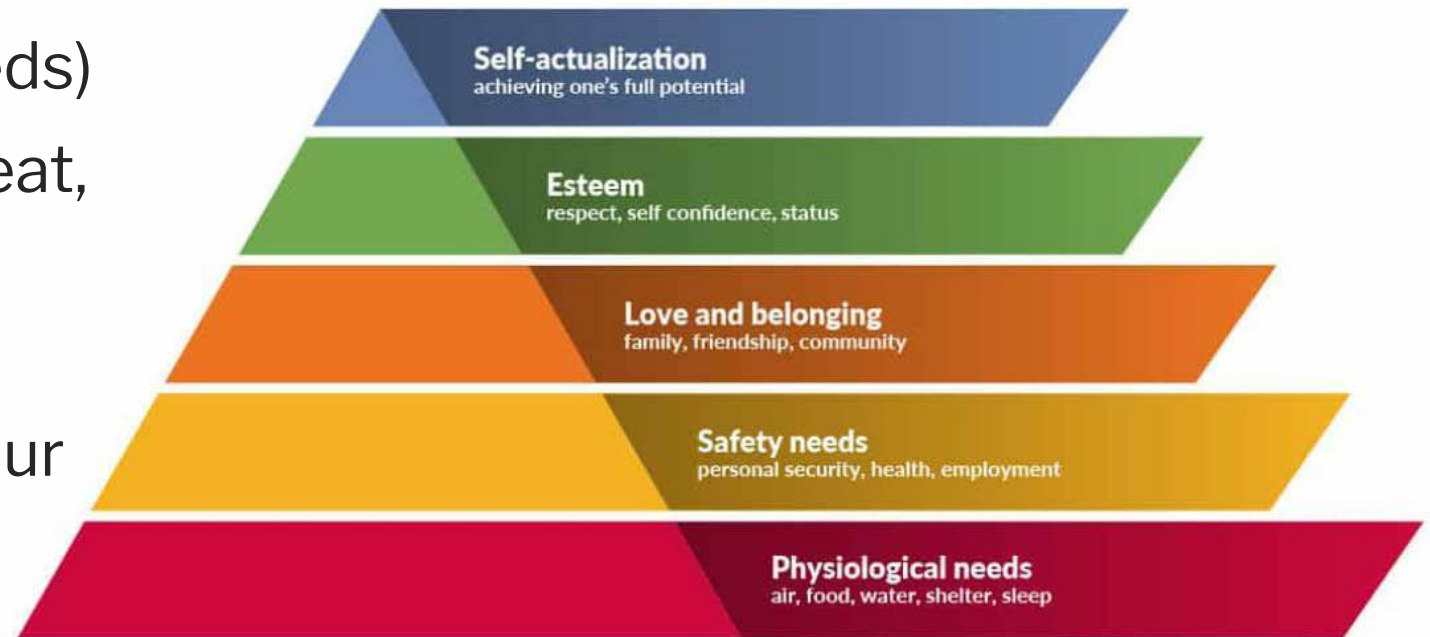 eds)
eat,
ur
Self-actualization
achieving one's full potential
Esteem
respect, self confidence, status
Love and belonging
family, friendship, community
Safety needs
personal security, health, employment
Physiological needs
air, food, water, shelter, sleep